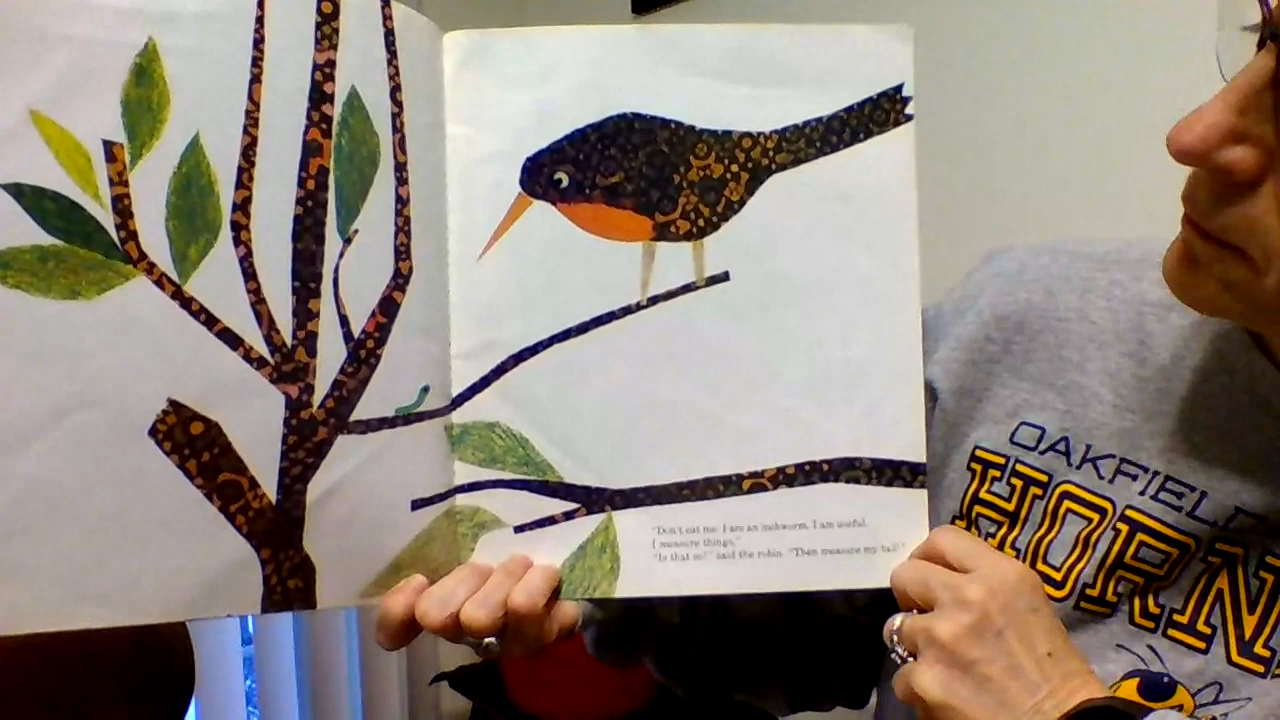 "Don't eat me. I am an inchworm. I am useful.
I measure things."
"Is that so!" said the robin. "Then measure my tail!"
OAKFIELD
HORN